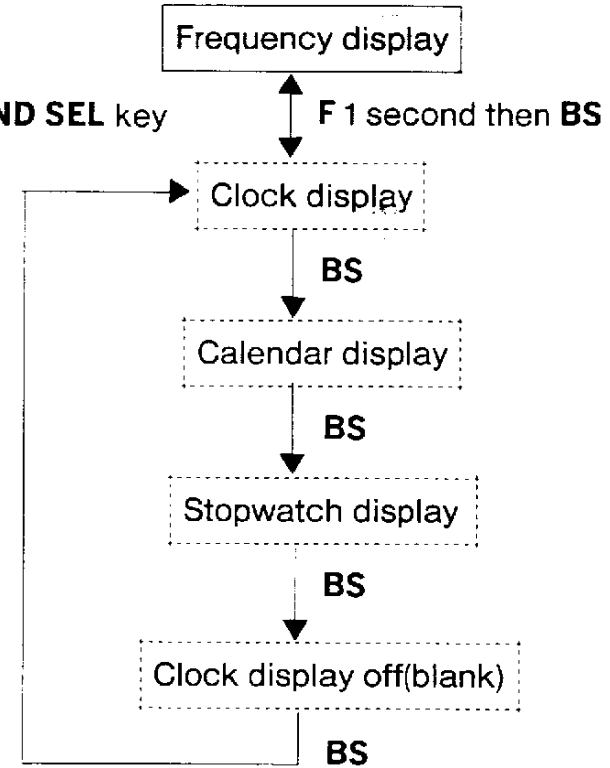 Frequency display
ND SEL key
F 1 second then BS
Clock display
BS
Calendar display
BS
Stopwatch display
BS
Clock display off(blank)
BS